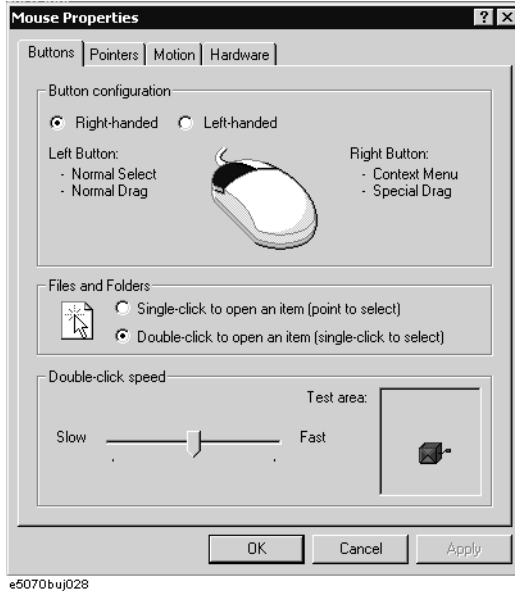 Mouse Properties
? X
Buttons Pointers Motion Hardware
Button configuration
Right-handed Left-handed
Left Button:
- Normal Select
- Normal Drag
Right Button:
- Context Menu
- Special Drag
Files and Folders
Single-click to open an item (point to select)
Double-click to open an item (single-click to select)
Double-click speed
Test area:
Slow Fast
OK Cancel Apply
e5070buj028